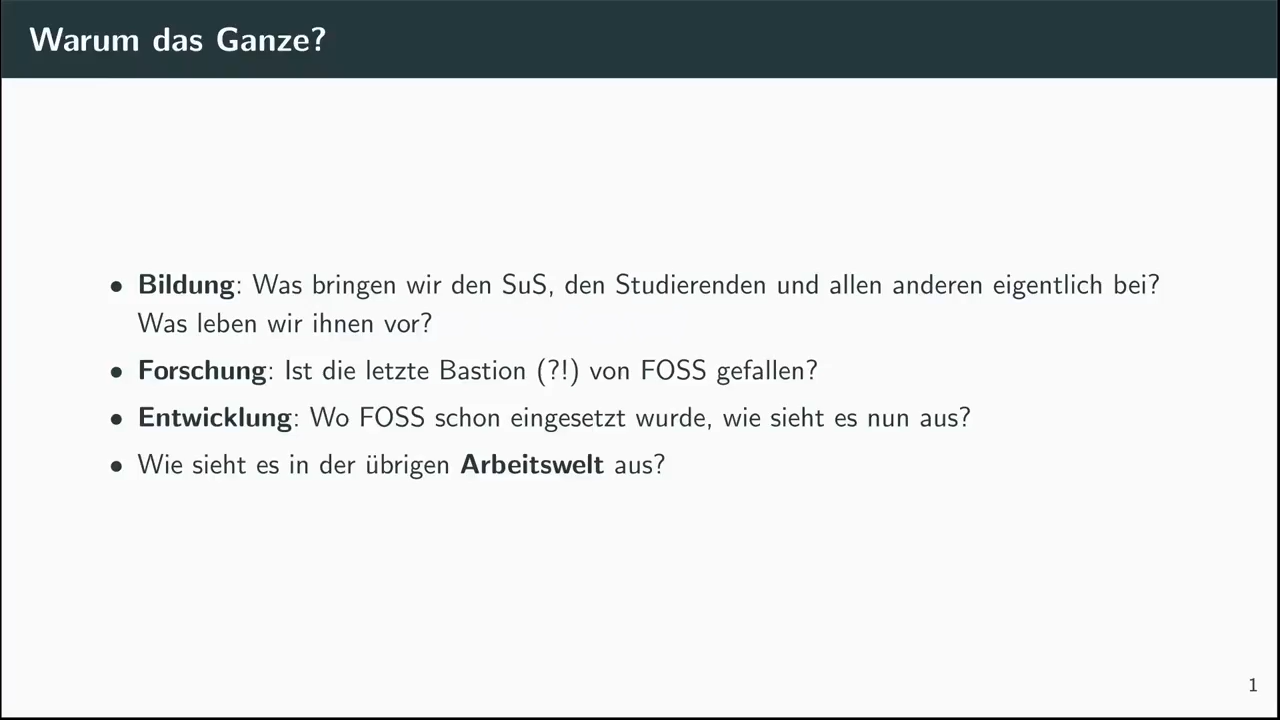 Warum das Ganze?
• Bildung: Was bringen wir den SuS, den Studierenden und allen anderen eigentlich bei?
Was leben wir ihnen vor?
• Forschung: Ist die letzte Bastion (?!) von FOSS gefallen?
• Entwicklung: Wo FOSS schon eingesetzt wurde, wie sieht es nun aus?
• Wie sieht es in der übrigen Arbeitswelt aus?
1